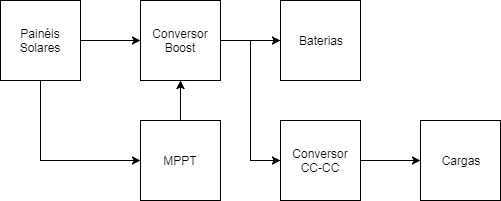 Painéis
Solares
Conversor
Boost
Baterias
MPPT
Conversor
CC-CC
Cargas